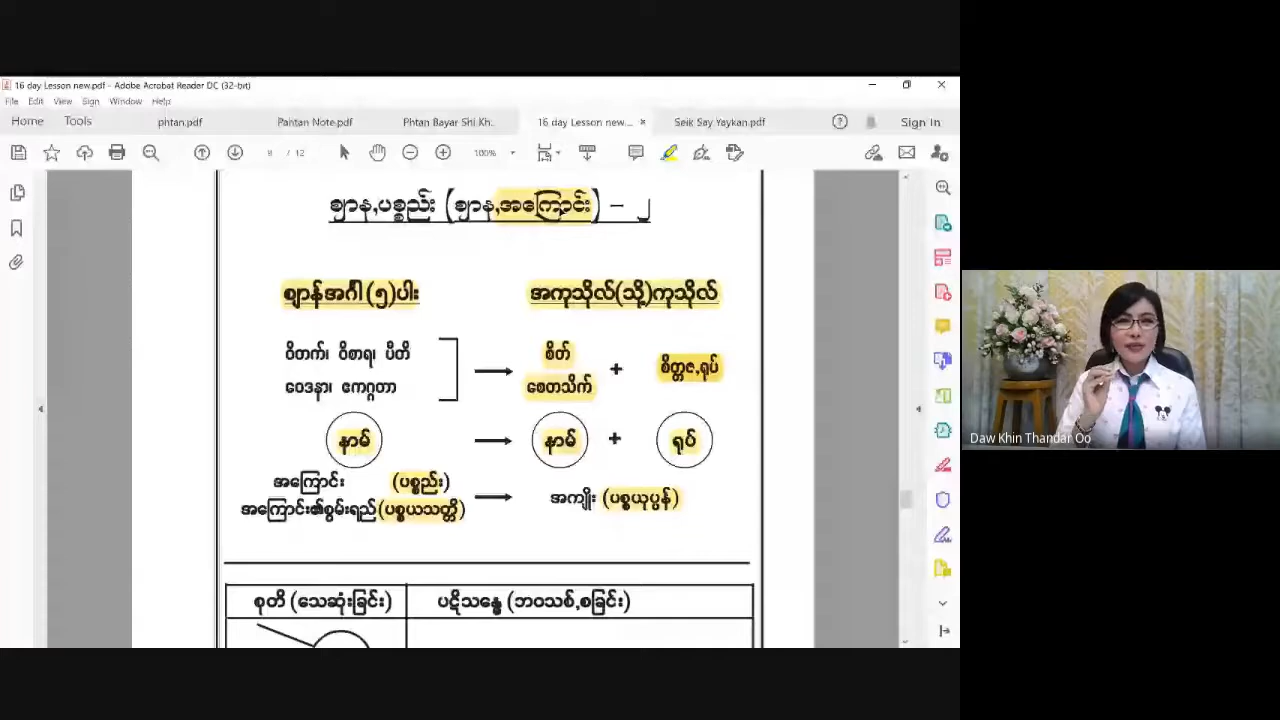 16 day Lesson new.pdf - Adobe Acrobat Reader DC (32-bit)
File Edit View Sign Window Help
Home Tools phtan.pdf Pahtan Note.pdf Phtan Bayar Shi Kh... 16 day Lesson new... × Seik Say Yaykan.pdf Sign In
8 / 12 100%
ဈာန,ပစ္စည်း (ဈာန,အကြောင်း) – ၂
ဈာန်အင်္ဂါ (၅)ပါး အကုသိုလ်(သို့)ကုသိုလ်
ဝိတက်၊ ဝိစာရ၊ ပီတိ စိတ် + စိတ္တဇ,ရုပ်
ဝေဒနာ၊ ဧကဂ္ဂတာ စေတသိက်
နာမ် နာမ် + ရုပ်
အကြောင်း (ပစ္စည်း)
အကြောင်း၏စွမ်းရည်(ပစ္စယသတ္တိ) အကျိုး (ပစ္စယုပ္ပန်)
စုတိ (သေဆုံးခြင်း) ပဋိသန္ဓေ (ဘဝသစ်,စခြင်း)
Daw Khin Thandar Oo